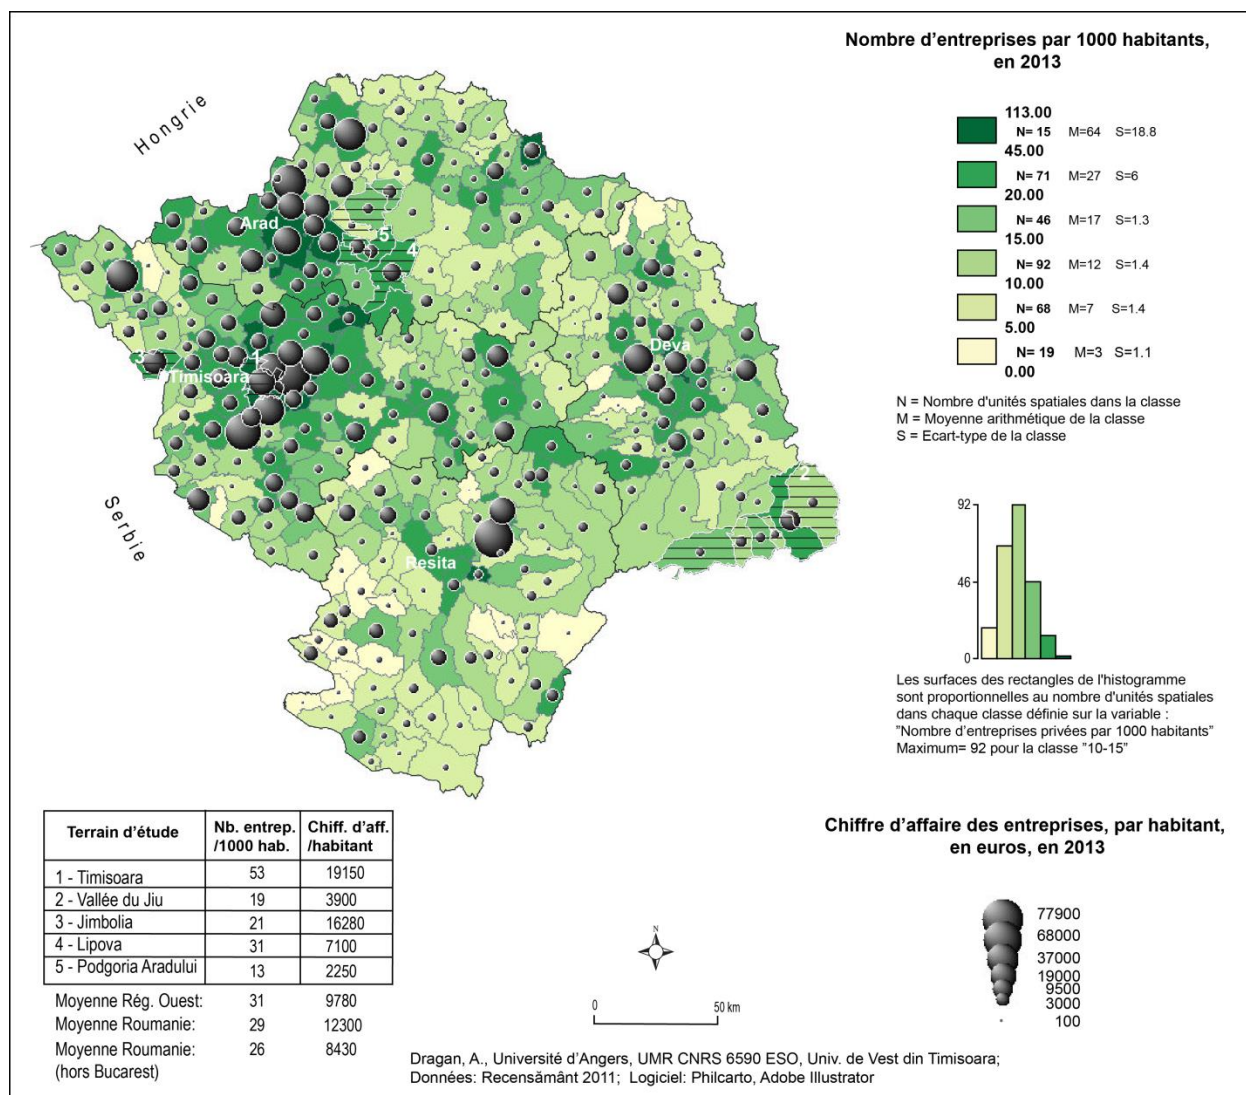 Nombre d'entreprises par 1000 habitants,
en 2013
113.00
N= 15 M=64 S=18.8
45.00
N= 71 M=27 S=6
20.00
N= 46 M=17 S=1.3
15.00
N= 92 M=12 S=1.4
10.00
N= 68 M=7 S=1.4
5.00
N= 19 M=3 S=1.1
0.00
N = Nombre d'unités spatiales dans la classe
M = Moyenne arithmétique de la classe
S = Ecart-type de la classe
Hongrie
Arad
5
4
3
1
Timisoara
Deva
2
Serbie
Resita
92
46
0
Les surfaces des rectangles de l'histogramme
sont proportionnelles au nombre d'unités spatiales
dans chaque classe définie sur la variable :
"Nombre d'entreprises privées par 1000 habitants"
Maximum= 92 pour la classe "10-15"
Terrain d'étude Nb. entrep. /1000 hab. Chiff. d'aff. /habitant
1 - Timisoara 53 19150
2 - Vallée du Jiu 19 3900
3 - Jimbolia 21 16280
4 - Lipova 31 7100
5 - Podgoria Aradului 13 2250
Moyenne Rég. Ouest: 31 9780
Moyenne Roumanie: 29 12300
Moyenne Roumanie: 26 8430
(hors Bucarest)
N
0 50 km
Chiffre d'affaire des entreprises, par habitant,
en euros, en 2013
77900
68000
37000
19000
9500
3000
100
Dragan, A., Université d'Angers, UMR CNRS 6590 ESO, Univ. de Vest din Timisoara;
Données: Recensământ 2011; Logiciel: Philcarto, Adobe Illustrator